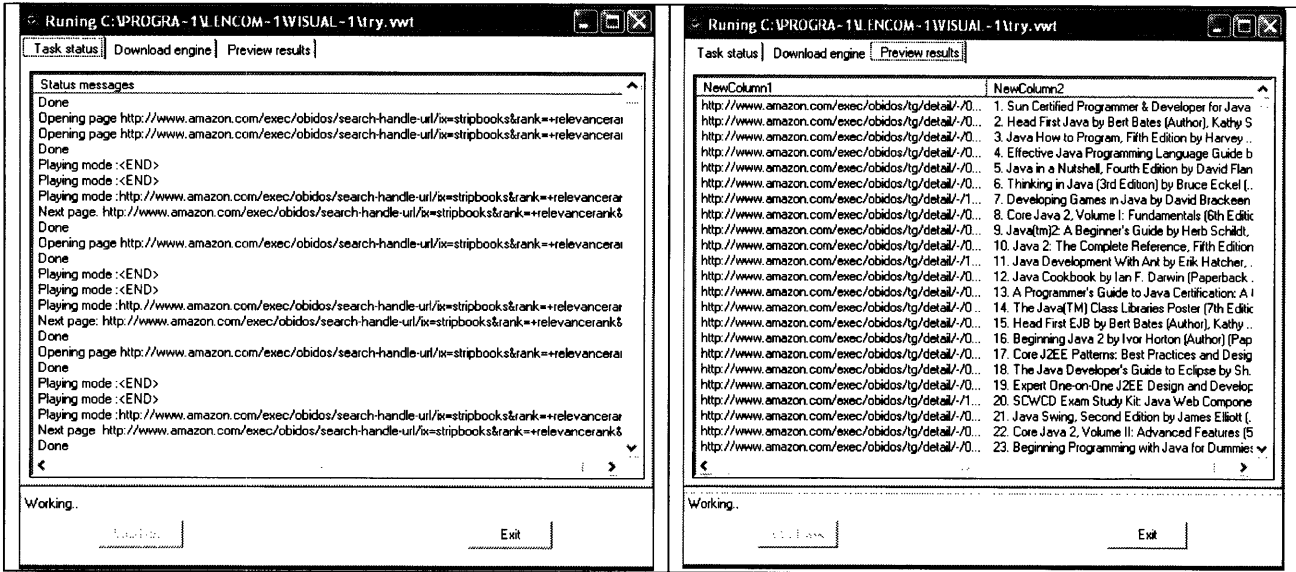 Runing C:\PROGRA~1\LENCOM~1\VISUAL~1\try.vwt
Task status Download engine Preview results
Status messages
Done
Opening page http://www.amazon.com/exec/obidos/search-handle-url/ix=stripbooks&rank=+relevancerar
Opening page http://www.amazon.com/exec/obidos/search-handle-url/ix=stripbooks&rank=+relevancerar
Done
Playing mode :<END>
Playing mode :<END>
Playing mode :http://www.amazon.com/exec/obidos/search-handle-url/ix=stripbooks&rank=+relevancerar
Next page. http://www.amazon.com/exec/obidos/search-handle-url/ix=stripbooks&rank=+relevancerank&
Done
Opening page http://www.amazon.com/exec/obidos/search-handle-url/ix=stripbooks&rank=+relevancerar
Done
Playing mode :<END>
Playing mode :<END>
Playing mode :http://www.amazon.com/exec/obidos/search-handle-url/ix=stripbooks&rank=+relevancerar
Next page: http://www.amazon.com/exec/obidos/search-handle-url/ix=stripbooks&rank=+relevancerank&
Done
Opening page http://www.amazon.com/exec/obidos/search-handle-url/ix=stripbooks&rank=+relevancerar
Done
Playing mode :<END>
Playing mode :<END>
Playing mode :http://www.amazon.com/exec/obidos/search-handle-url/ix=stripbooks&rank=+relevancerar
Next page http://www.amazon.com/exec/obidos/search-handle-url/ix=stripbooks&rank=+relevancerank&
Done
Working..
Exit
Runing C:\PROGRA~1\LENCOM~1\VISUAL~1\try.vwt
Task status Download engine Preview results
NewColumn1 NewColumn2
http://www.amazon.com/exec/obidos/tg/detail/-/0... 1. Sun Certified Programmer & Developer for Java
http://www.amazon.com/exec/obidos/tg/detail/-/0... 2. Head First Java by Bert Bates (Author), Kathy S
http://www.amazon.com/exec/obidos/tg/detail/-/0... 3. Java How to Program, Fifth Edition by Harvey ..
http://www.amazon.com/exec/obidos/tg/detail/-/0... 4. Effective Java Programming Language Guide b
http://www.amazon.com/exec/obidos/tg/detail/-/0... 5. Java in a Nutshell, Fourth Edition by David Flan
http://www.amazon.com/exec/obidos/tg/detail/-/0... 6. Thinking in Java (3rd Edition) by Bruce Eckel (..
http://www.amazon.com/exec/obidos/tg/detail/-/1... 7. Developing Games in Java by David Brackeen
http://www.amazon.com/exec/obidos/tg/detail/-/0... 8. Core Java 2, Volume I: Fundamentals (6th Editic
http://www.amazon.com/exec/obidos/tg/detail/-/0... 9. Java(tm)2: A Beginner's Guide by Herb Schildt,
http://www.amazon.com/exec/obidos/tg/detail/-/0... 10. Java 2: The Complete Reference, Fifth Edition
http://www.amazon.com/exec/obidos/tg/detail/-/1... 11. Java Development With Ant by Erik Hatcher, .
http://www.amazon.com/exec/obidos/tg/detail/-/0... 12. Java Cookbook by Ian F. Darwin (Paperback .
http://www.amazon.com/exec/obidos/tg/detail/-/0... 13. A Programmer's Guide to Java Certification: A
http://www.amazon.com/exec/obidos/tg/detail/-/0... 14. The Java(TM) Class Libraries Poster (7th Editic
http://www.amazon.com/exec/obidos/tg/detail/-/0... 15. Head First EJB by Bert Bates (Author), Kathy ..
http://www.amazon.com/exec/obidos/tg/detail/-/0... 16. Beginning Java 2 by Ivor Horton (Author) (Pap
http://www.amazon.com/exec/obidos/tg/detail/-/0... 17. Core J2EE Patterns: Best Practices and Desig
http://www.amazon.com/exec/obidos/tg/detail/-/0... 18. The Java Developer's Guide to Eclipse by Sh.
http://www.amazon.com/exec/obidos/tg/detail/-/0... 19. Expert One-on-One J2EE Design and Develop
http://www.amazon.com/exec/obidos/tg/detail/-/1... 20. SCWCD Exam Study Kit: Java Web Compone
http://www.amazon.com/exec/obidos/tg/detail/-/0... 21. Java Swing, Second Edition by James Elliott (.
http://www.amazon.com/exec/obidos/tg/detail/-/0... 22. Core Java 2, Volume II: Advanced Features (5
http://www.amazon.com/exec/obidos/tg/detail/-/0... 23. Beginning Programming with Java for Dummies
Working..
Exit